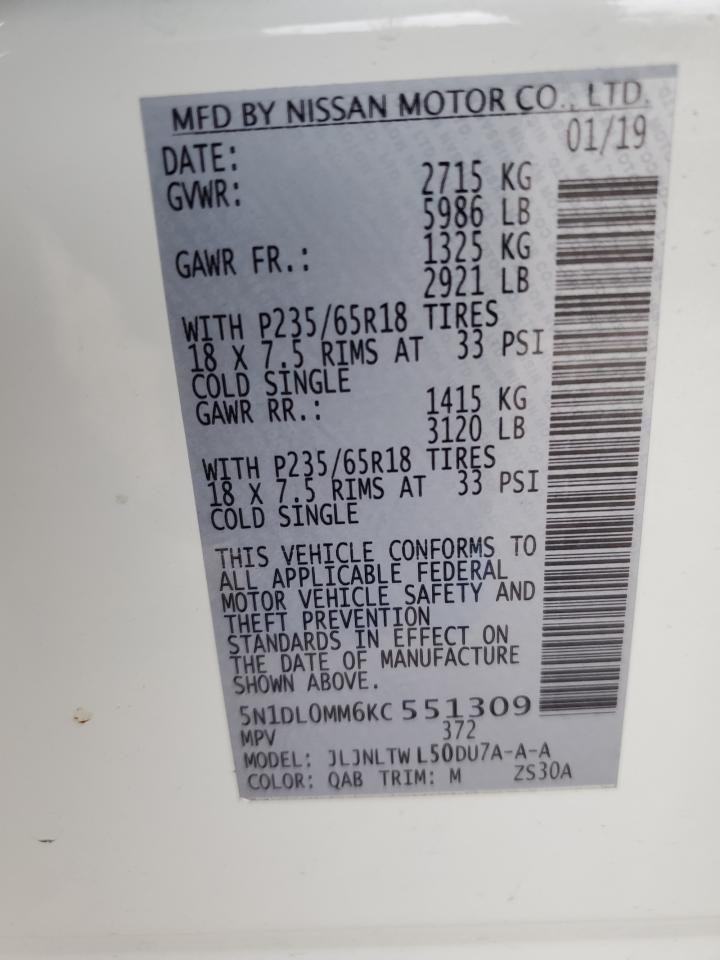 MFD BY NISSAN MOTOR CO., LTD.
DATE: 01/19
GVWR: 2715 KG
5986 LB
GAWR FR.: 1325 KG
2921 LB
WITH P235/65R18 TIRES
18 X 7.5 RIMS AT 33 PSI
COLD SINGLE
GAWR RR.: 1415 KG
3120 LB
WITH P235/65R18 TIRES
18 X 7.5 RIMS AT 33 PSI
COLD SINGLE
THIS VEHICLE CONFORMS TO
ALL APPLICABLE FEDERAL
MOTOR VEHICLE SAFETY AND
THEFT PREVENTION
STANDARDS IN EFFECT ON
THE DATE OF MANUFACTURE
SHOWN ABOVE.
5N1DL0MM6KC 551309
MPV 372
MODEL: JLJNLTW L50DU7A-A-A
COLOR: QAB TRIM: M ZS30A